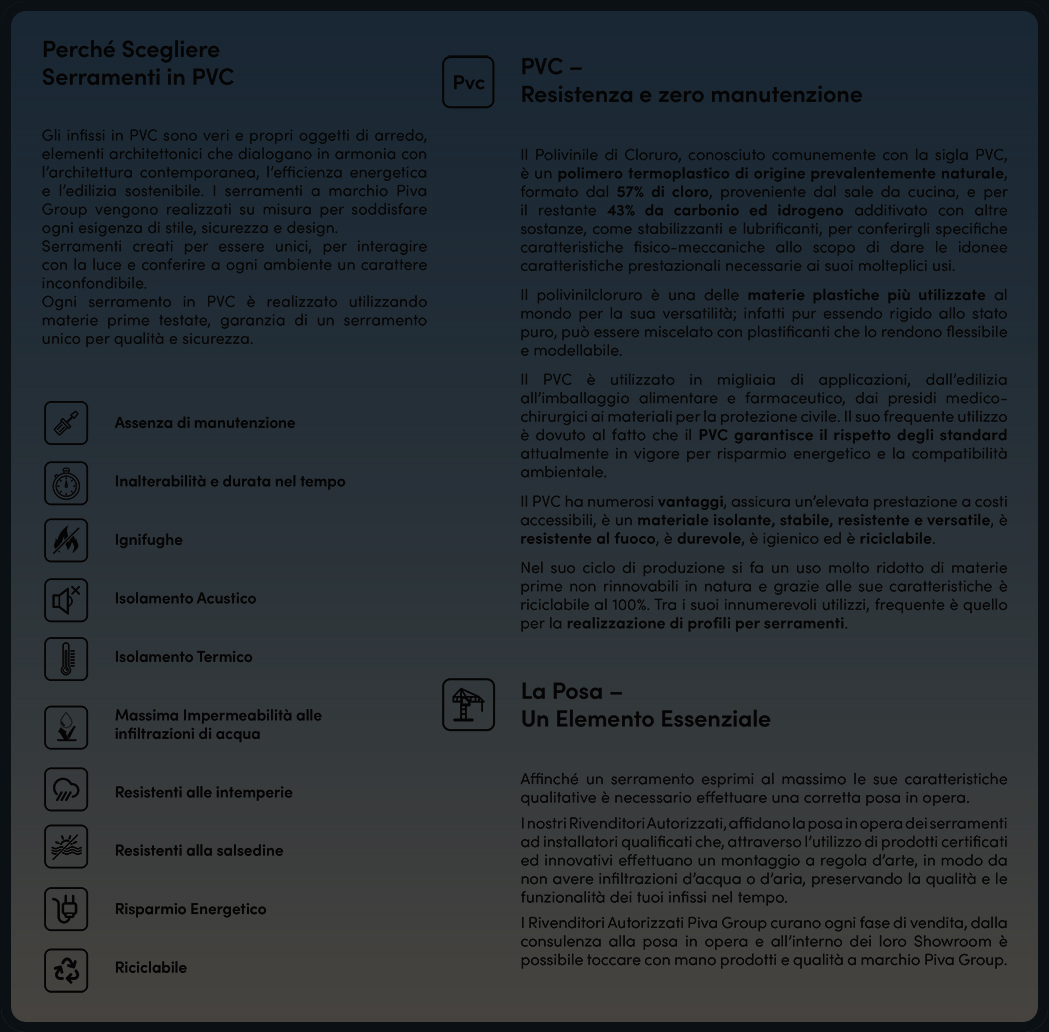 Perché Scegliere
Serramenti in PVC
Gli infissi in PVC sono veri e propri oggetti di arredo,
elementi architettonici che dialogano in armonia con
l'architettura contemporanea, l'efficienza energetica
e l'edilizia sostenibile. I serramenti a marchio Piva
Group vengono realizzati su misura per soddisfare
ogni esigenza di stile, sicurezza e design.
Serramenti creati per essere unici, per interagire
con la luce e conferire a ogni ambiente un carattere
inconfondibile.
Ogni serramento in PVC è realizzato utilizzando
materie prime testate, garanzia di un serramento
unico per qualità e sicurezza.
Assenza di manutenzione
Inalterabilità e durata nel tempo
Ignifughe
Isolamento Acustico
Isolamento Termico
Massima Impermeabilità alle
infiltrazioni di acqua
Resistenti alle intemperie
Resistenti alla salsedine
Risparmio Energetico
Riciclabile
Pvc
PVC –
Resistenza e zero manutenzione
Il Polivinile di Cloruro, conosciuto comunemente con la sigla PVC,
è un polimero termoplastico di origine prevalentemente naturale,
formato dal 57% di cloro, proveniente dal sale da cucina, e per
il restante 43% da carbonio ed idrogeno additivato con altre
sostanze, come stabilizzanti e lubrificanti, per conferirgli specifiche
caratteristiche fisico-meccaniche allo scopo di dare le idonee
caratteristiche prestazionali necessarie ai suoi molteplici usi.
Il polivinilcloruro è una delle materie plastiche più utilizzate al
mondo per la sua versatilità; infatti pur essendo rigido allo stato
puro, può essere miscelato con plastificanti che lo rendono flessibile
e modellabile.
Il PVC è utilizzato in migliaia di applicazioni, dall'edilizia
all'imballaggio alimentare e farmaceutico, dai presidi medico-
chirurgici ai materiali per la protezione civile. Il suo frequente utilizzo
è dovuto al fatto che il PVC garantisce il rispetto degli standard
attualmente in vigore per risparmio energetico e la compatibilità
ambientale.
Il PVC ha numerosi vantaggi, assicura un'elevata prestazione a costi
accessibili, è un materiale isolante, stabile, resistente e versatile, è
resistente al fuoco, è durevole, è igienico ed è riciclabile.
Nel suo ciclo di produzione si fa un uso molto ridotto di materie
prime non rinnovabili in natura e grazie alle sue caratteristiche è
riciclabile al 100%. Tra i suoi innumerevoli utilizzi, frequente è quello
per la realizzazione di profili per serramenti.
La Posa –
Un Elemento Essenziale
Affinché un serramento esprimi al massimo le sue caratteristiche
qualitative è necessario effettuare una corretta posa in opera.
I nostri Rivenditori Autorizzati, affidano la posa in opera dei serramenti
ad installatori qualificati che, attraverso l'utilizzo di prodotti certificati
ed innovativi effettuano un montaggio a regola d'arte, in modo da
non avere infiltrazioni d'acqua o d'aria, preservando la qualità e le
funzionalità dei tuoi infissi nel tempo.
I Rivenditori Autorizzati Piva Group curano ogni fase di vendita, dalla
consulenza alla posa in opera e all'interno dei loro Showroom è
possibile toccare con mano prodotti e qualità a marchio Piva Group.